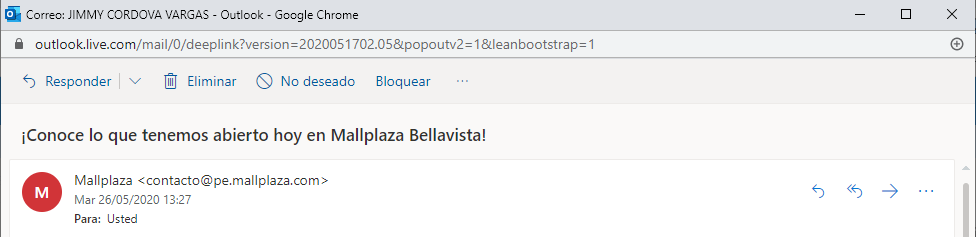 Correo: JIMMY CORDOVA VARGAS - Outlook - Google Chrome
outlook.live.com/mail/0/deeplink?version=2020051702.05&popoutv2=1&leanbootstrap=1
Responder Eliminar No deseado Bloquear ...
¡Conoce lo que tenemos abierto hoy en Mallplaza Bellavista!
M
Mallplaza <contacto@pe.mallplaza.com>
Mar 26/05/2020 13:27
Para: Usted